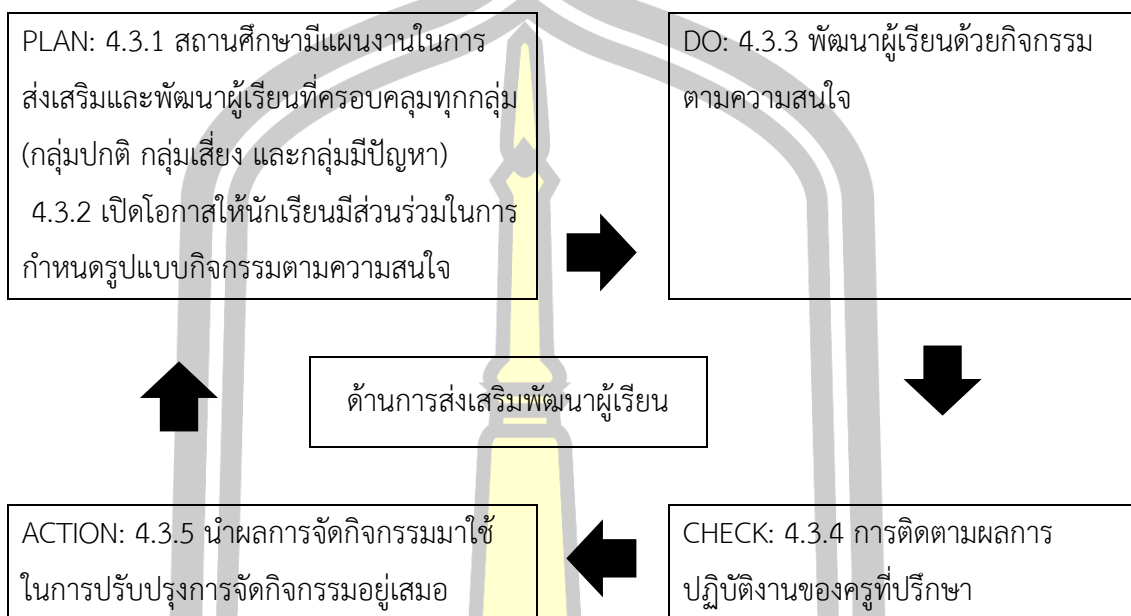 PLAN: 4.3.1 สถานศึกษามีแผนงานในการ
ส่งเสริมและพัฒนาผู้เรียนที่ครอบคลุมทุกกลุ่ม
(กลุ่มปกติ กลุ่มเสี่ยง และกลุ่มมีปัญหา)
4.3.2 เปิดโอกาสให้นักเรียนมีส่วนร่วมในการ
กำหนดรูปแบบกิจกรรมตามความสนใจ
DO: 4.3.3 พัฒนาผู้เรียนด้วยกิจกรรม
ตามความสนใจ
ด้านการส่งเสริมพัฒนาผู้เรียน
ACTION: 4.3.5 นำผลการจัดกิจกรรมมาใช้
ในการปรับปรุงการจัดกิจกรรมอยู่เสมอ
CHECK: 4.3.4 การติดตามผลการ
ปฏิบัติงานของครูที่ปรึกษา